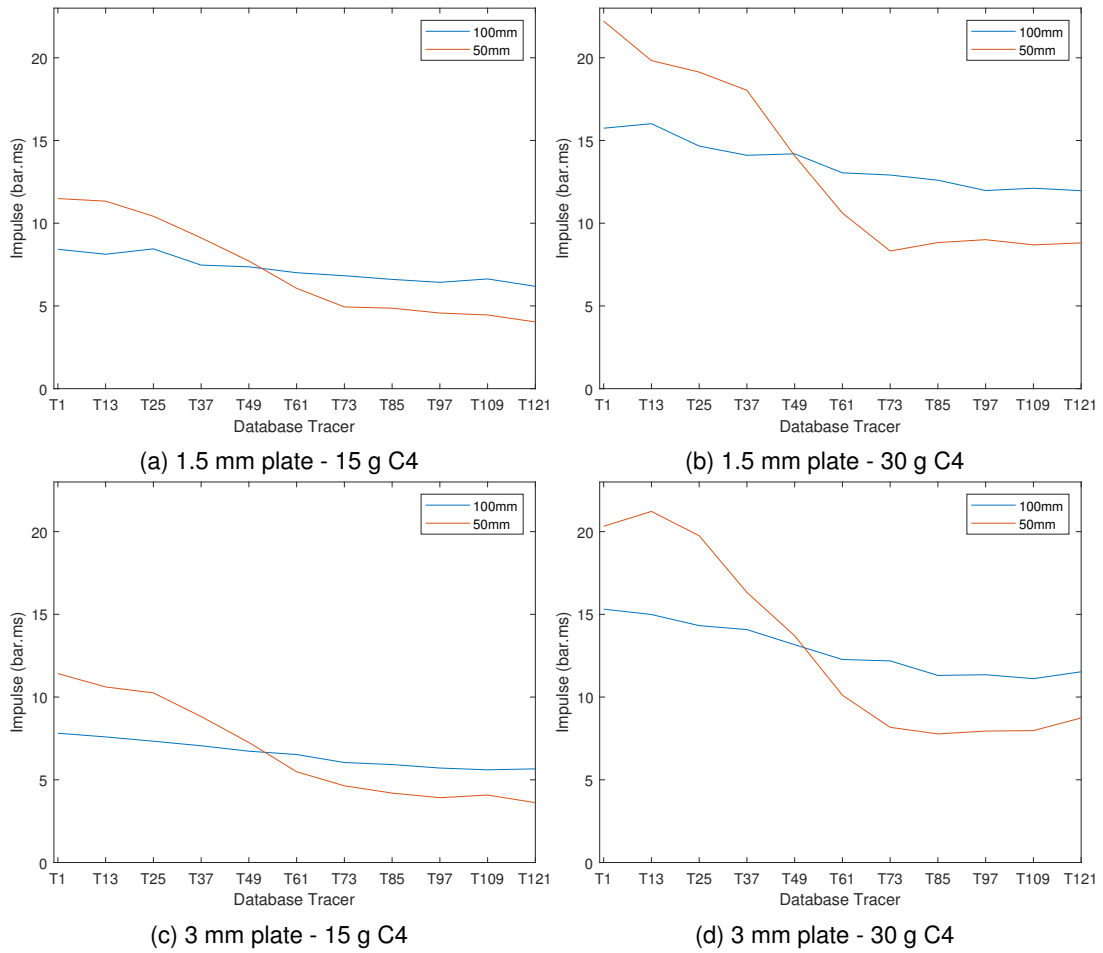 100mm
50mm
20
15
10
5
0
Impulse (bar.ms)
T1 T13 T25 T37 T49 T61 T73 T85 T97 T109 T121
Database Tracer
(a) 1.5 mm plate - 15 g C4
100mm
50mm
20
15
10
5
0
Impulse (bar.ms)
T1 T13 T25 T37 T49 T61 T73 T85 T97 T109 T121
Database Tracer
(b) 1.5 mm plate - 30 g C4
100mm
50mm
20
15
10
5
0
Impulse (bar.ms)
T1 T13 T25 T37 T49 T61 T73 T85 T97 T109 T121
Database Tracer
(c) 3 mm plate - 15 g C4
100mm
50mm
20
15
10
5
0
Impulse (bar.ms)
T1 T13 T25 T37 T49 T61 T73 T85 T97 T109 T121
Database Tracer
(d) 3 mm plate - 30 g C4